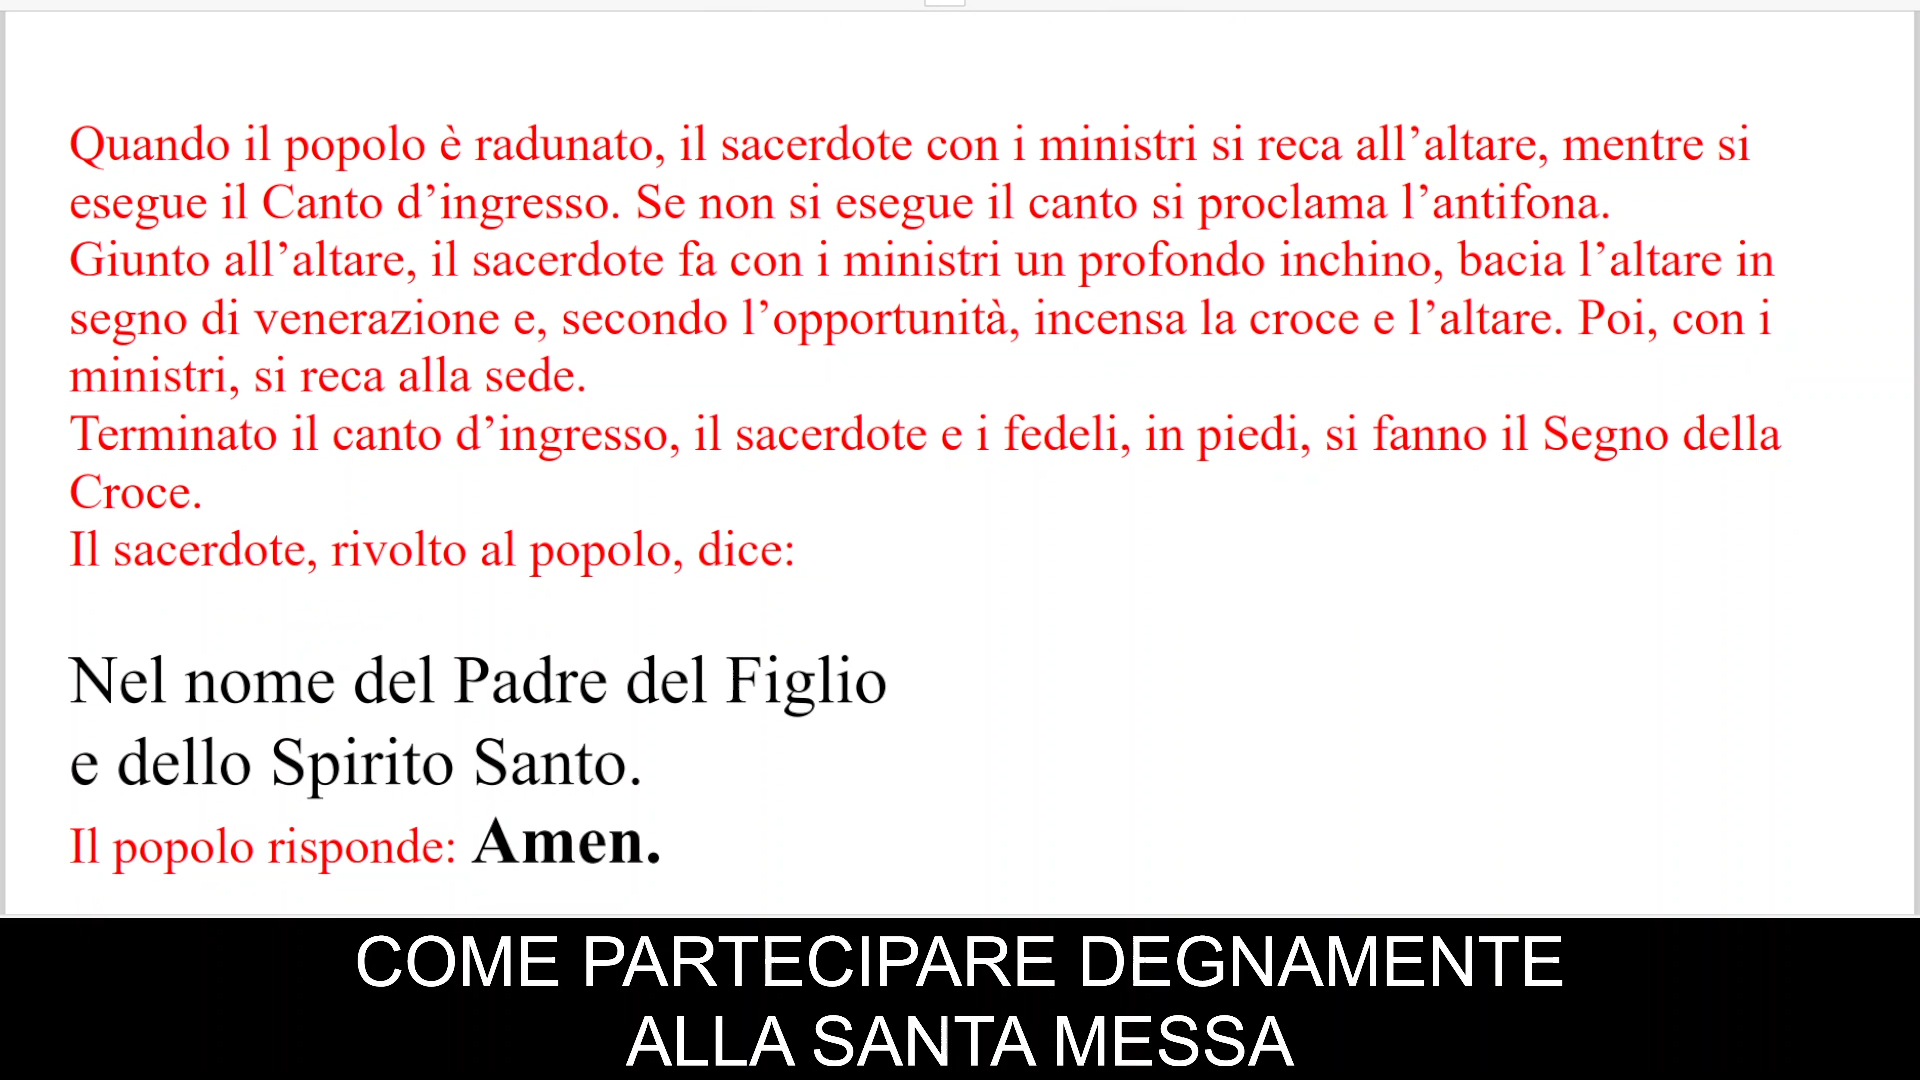 Quando il popolo è radunato, il sacerdote con i ministri si reca all’altare, mentre si
esegue il Canto d’ingresso. Se non si esegue il canto si proclama l’antifona.
Giunto all’altare, il sacerdote fa con i ministri un profondo inchino, bacia l’altare in
segno di venerazione e, secondo l’opportunità, incensa la croce e l’altare. Poi, con i
ministri, si reca alla sede.
Terminato il canto d’ingresso, il sacerdote e i fedeli, in piedi, si fanno il Segno della
Croce.
Il sacerdote, rivolto al popolo, dice:
Nel nome del Padre del Figlio
e dello Spirito Santo.
Il popolo risponde: Amen.
COME PARTECIPARE DEGNAMENTE
ALLA SANTA MESSA